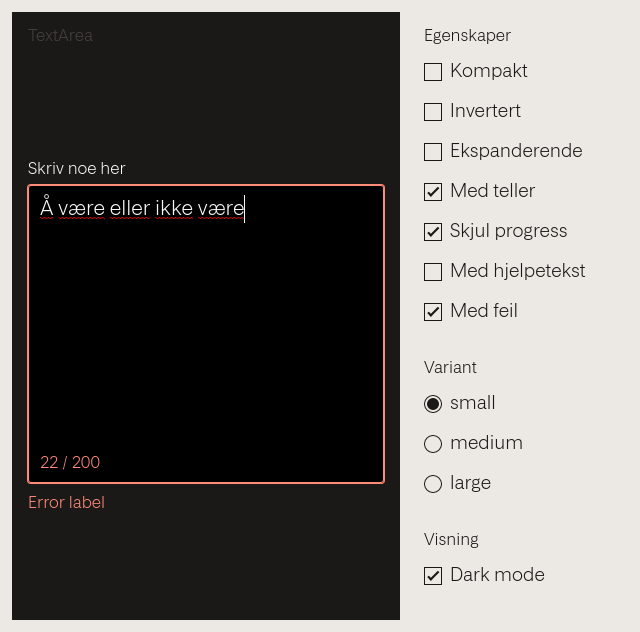 TextArea
Skriv noe her
Å være eller ikke være
22 / 200
Error label
Egenskaper
Kompakt
Invertert
Ekspanderende
Med teller
Skjul progress
Med hjelpetekst
Med feil
Variant
small
medium
large
Visning
Dark mode